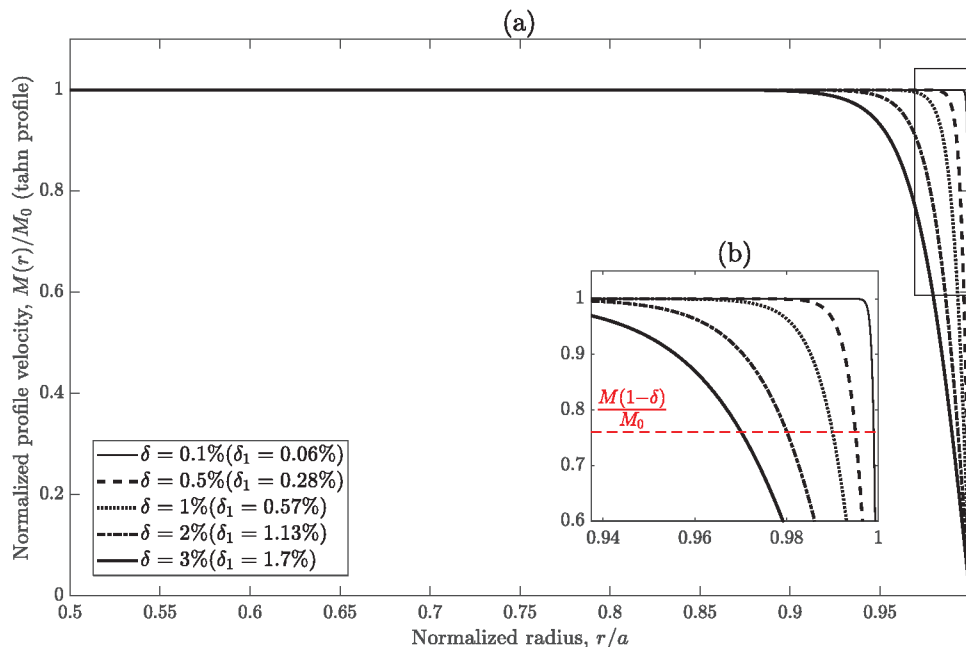 (a)
Normalized profile velocity, M(r)/M₀ (tahn profile)
1
0.8
0.6
0.4
0.2
0
(b)
1
0.9
0.8
0.7
0.6
M(1−δ)
M₀
0.94 0.96 0.98 1
δ = 0.1%(δ₁ = 0.06%)
δ = 0.5%(δ₁ = 0.28%)
δ = 1%(δ₁ = 0.57%)
δ = 2%(δ₁ = 1.13%)
δ = 3%(δ₁ = 1.7%)
0.5 0.55 0.6 0.65 0.7 0.75 0.8 0.85 0.9 0.95
Normalized radius, r/a